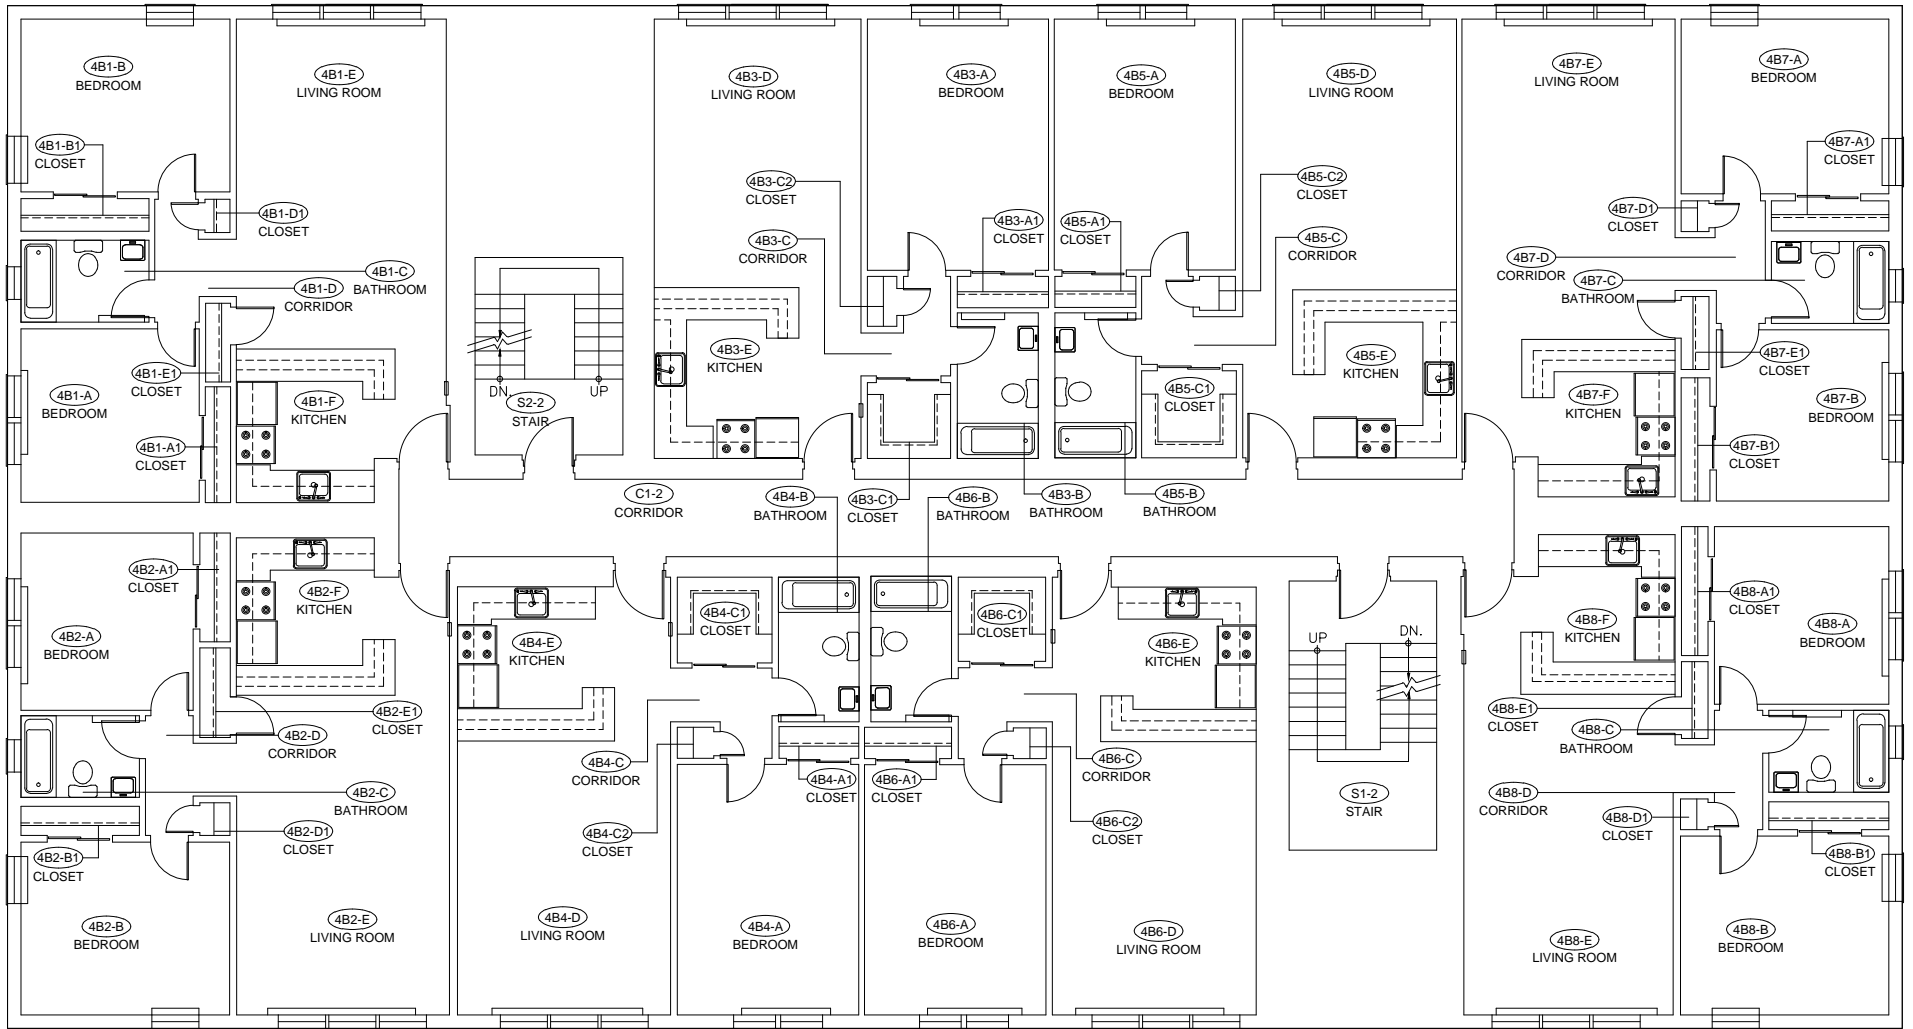 4B1-B
BEDROOM
4B1-E
LIVING ROOM
4B3-D
LIVING ROOM
4B3-A
BEDROOM
4B5-A
BEDROOM
4B5-D
LIVING ROOM
4B7-E
LIVING ROOM
4B7-A
BEDROOM
4B1-B1
CLOSET
4B3-C2
CLOSET
4B5-C2
CLOSET
4B7-A1
CLOSET
4B1-D1
CLOSET
4B3-C
CORRIDOR
4B3-A1
CLOSET
4B5-A1
CLOSET
4B5-C
CORRIDOR
4B7-D1
CLOSET
4B1-C
BATHROOM
4B1-D
CORRIDOR
4B7-D
CORRIDOR
4B7-C
BATHROOM
4B1-E1
CLOSET
4B1-A
BEDROOM
4B1-F
KITCHEN
4B1-A1
CLOSET
DN.
UP
S2-2
STAIR
4B3-E
KITCHEN
4B5-C1
CLOSET
4B5-E
KITCHEN
4B7-E1
CLOSET
4B7-F
KITCHEN
4B7-B
BEDROOM
4B7-B1
CLOSET
C1-2
CORRIDOR
4B4-B
BATHROOM
4B3-C1
CLOSET
4B6-B
BATHROOM
4B3-B
BATHROOM
4B5-B
BATHROOM
4B2-A1
CLOSET
4B2-F
KITCHEN
4B2-A
BEDROOM
4B4-E
KITCHEN
4B4-C1
CLOSET
4B6-C1
CLOSET
4B6-E
KITCHEN
UP
DN.
4B8-F
KITCHEN
4B8-A1
CLOSET
4B8-A
BEDROOM
4B2-E1
CLOSET
4B2-D
CORRIDOR
4B8-E1
CLOSET
4B8-C
BATHROOM
4B4-C
CORRIDOR
4B4-A1
CLOSET
4B6-A1
CLOSET
4B6-C
CORRIDOR
4B2-C
BATHROOM
S1-2
STAIR
4B8-D
CORRIDOR
4B2-D1
CLOSET
4B4-C2
CLOSET
4B6-C2
CLOSET
4B8-D1
CLOSET
4B2-B1
CLOSET
4B8-B1
CLOSET
4B2-B
BEDROOM
4B2-E
LIVING ROOM
4B4-D
LIVING ROOM
4B4-A
BEDROOM
4B6-A
BEDROOM
4B6-D
LIVING ROOM
4B8-E
LIVING ROOM
4B8-B
BEDROOM